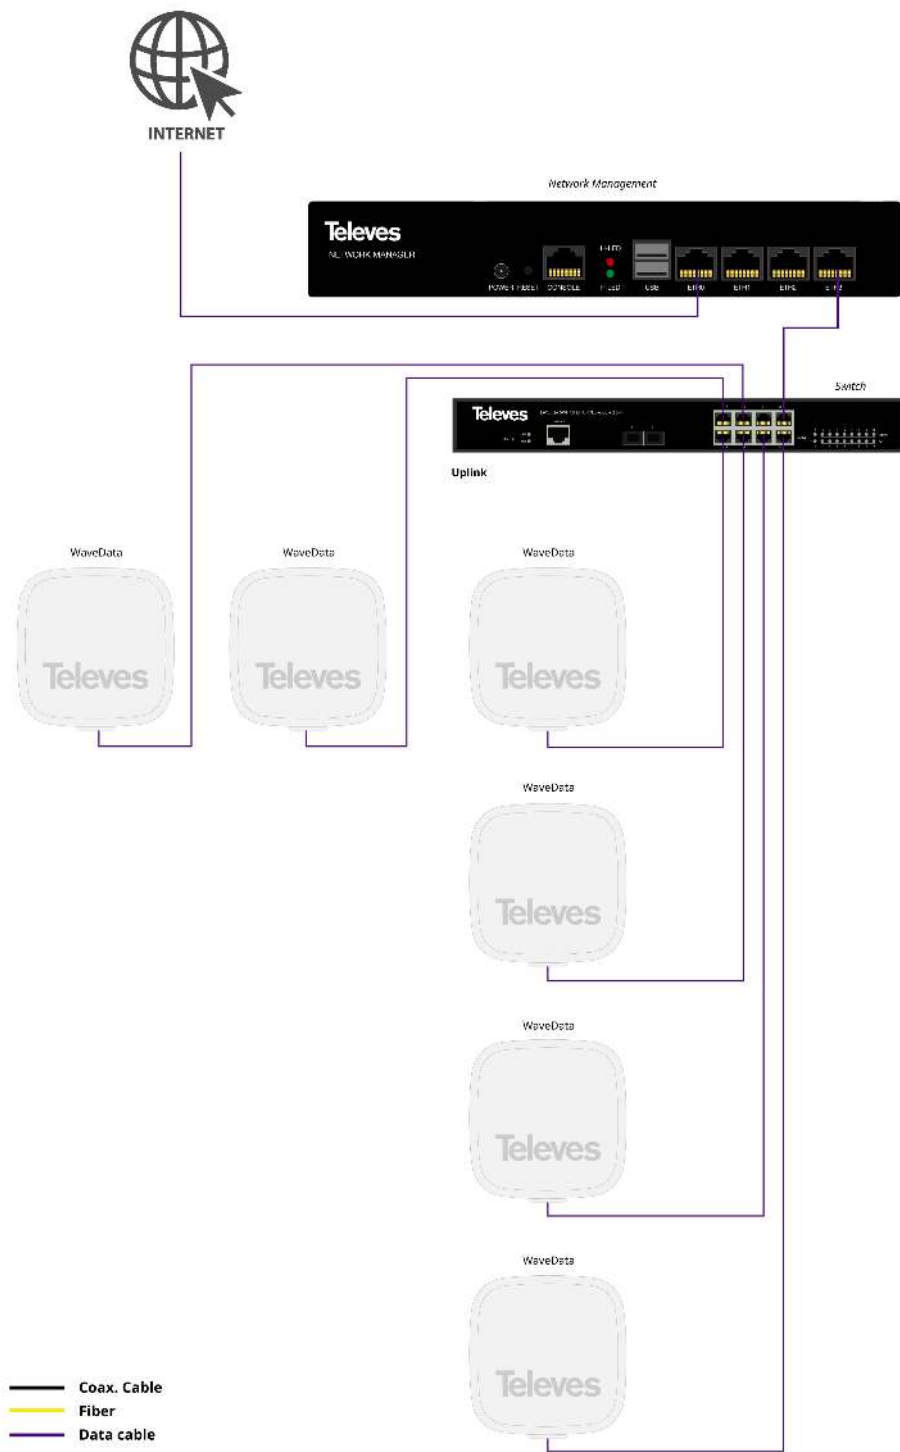 INTERNET
Network Management
Televes
NETWORK MANAGER
POWER RESET CONSOLE USB ETH0 ETH1 ETH2 ETH3
Switch
Televes
Uplink
WaveData
WaveData
WaveData
Televes
Televes
Televes
WaveData
Televes
WaveData
Televes
WaveData
Televes
Coax. Cable
Fiber
Data cable